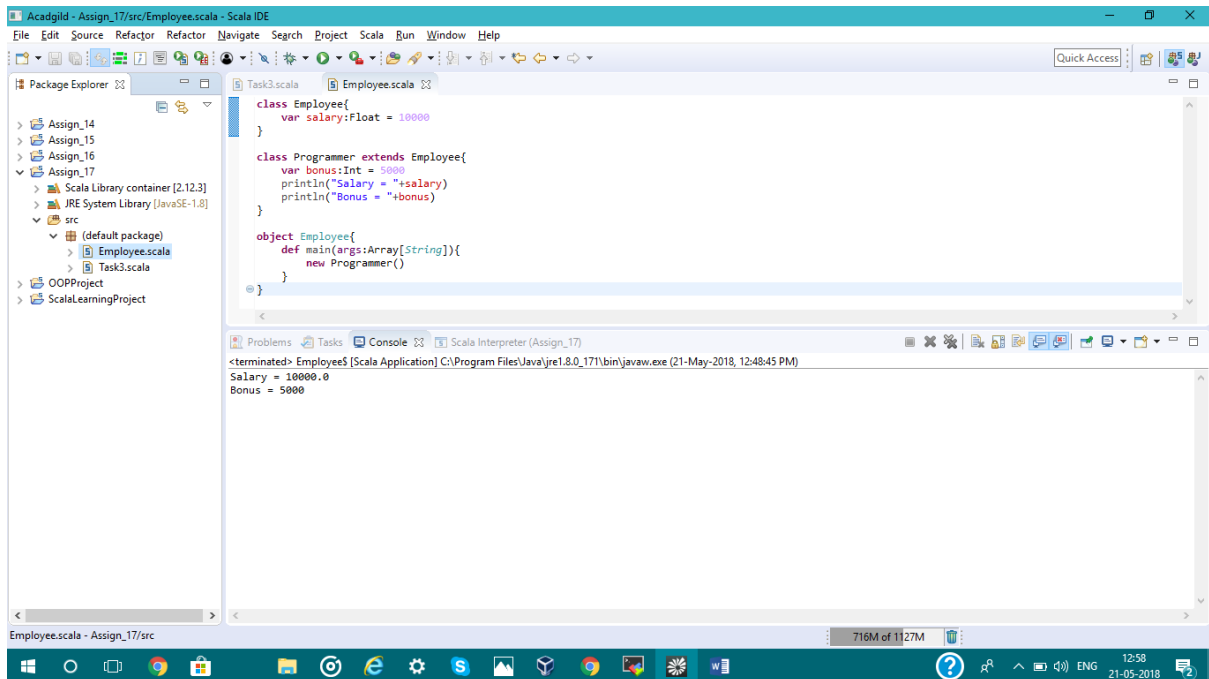 Acadgild - Assign_17/src/Employee.scala - Scala IDE
File Edit Source Refactor Refactor Navigate Search Project Scala Run Window Help
Quick Access
Package Explorer
Assign_14
Assign_15
Assign_16
Assign_17
Scala Library container [2.12.3]
JRE System Library [JavaSE-1.8]
src
(default package)
Employee.scala
Task3.scala
OOPProject
ScalaLearningProject
Task3.scala Employee.scala
class Employee{
    var salary:Float = 10000
}
class Programmer extends Employee{
    var bonus:Int = 5000
    println("Salary = "+salary)
    println("Bonus = "+bonus)
}
object Employee{
    def main(args:Array[String]){
        new Programmer()
    }
}
Problems Tasks Console Scala Interpreter (Assign_17)
<terminated> Employee$ [Scala Application] C:\Program Files\Java\jre1.8.0_171\bin\javaw.exe (21-May-2018, 12:48:45 PM)
Salary = 10000.0
Bonus = 5000
Employee.scala - Assign_17/src
716M of 1127M
ENG
12:58
21-05-2018